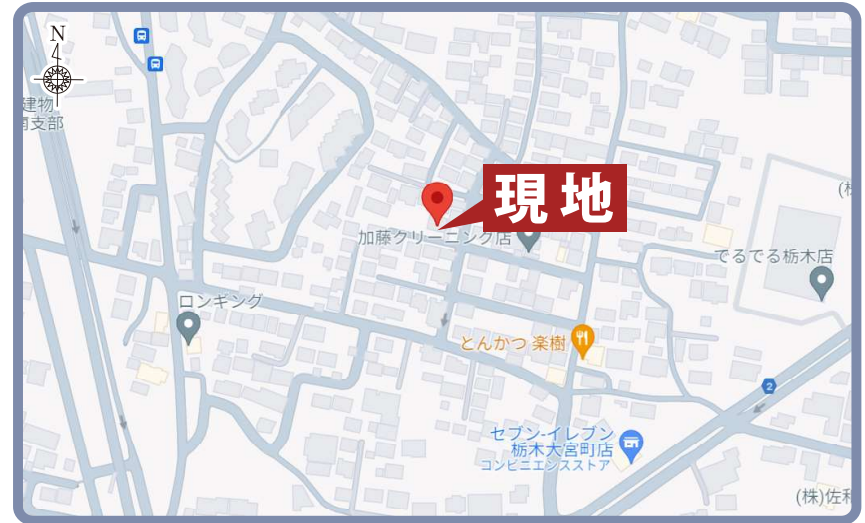 N
建物
支部
現地
加藤クリーニング店
でるでる栃木店
ロンギング
とんかつ 楽樹
2
セブン-イレブン
栃木大宮町店
コンビニエンスストア
(株)佐